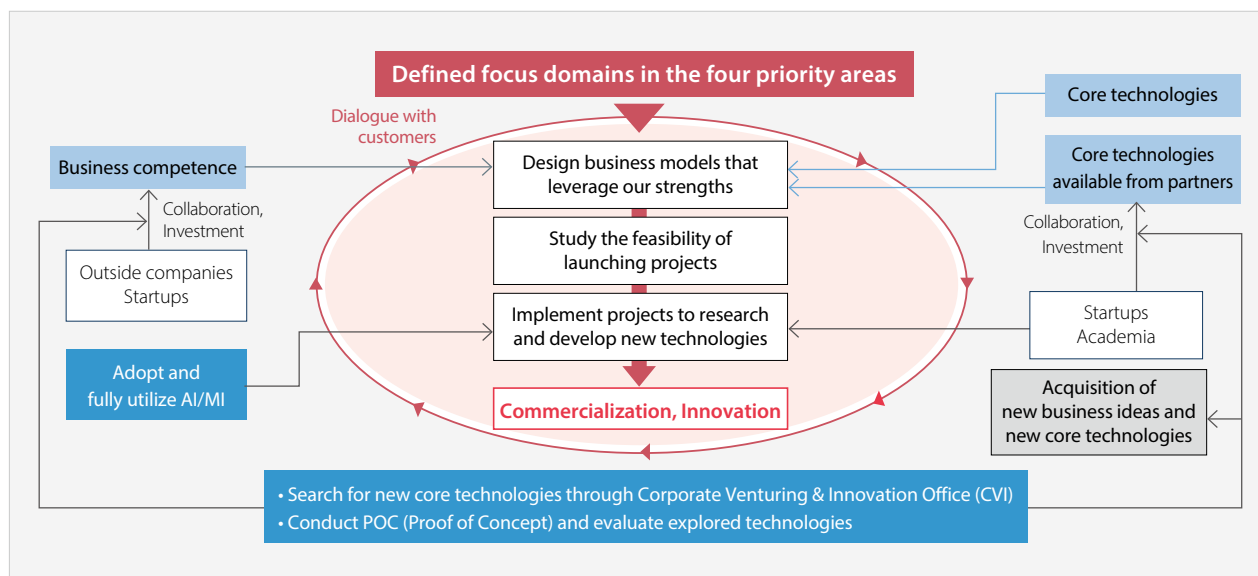 Defined focus domains in the four priority areas
Dialogue with
customers
Core technologies
Business competence
Design business models that
leverage our strengths
Core technologies
available from partners
Collaboration,
Investment
Collaboration,
Investment
Study the feasibility of
launching projects
Outside companies
Startups
Implement projects to research
and develop new technologies
Startups
Academia
Adopt and
fully utilize AI/MI
Commercialization, Innovation
Acquisition of
new business ideas and
new core technologies
• Search for new core technologies through Corporate Venturing & Innovation Office (CVI)
• Conduct POC (Proof of Concept) and evaluate explored technologies